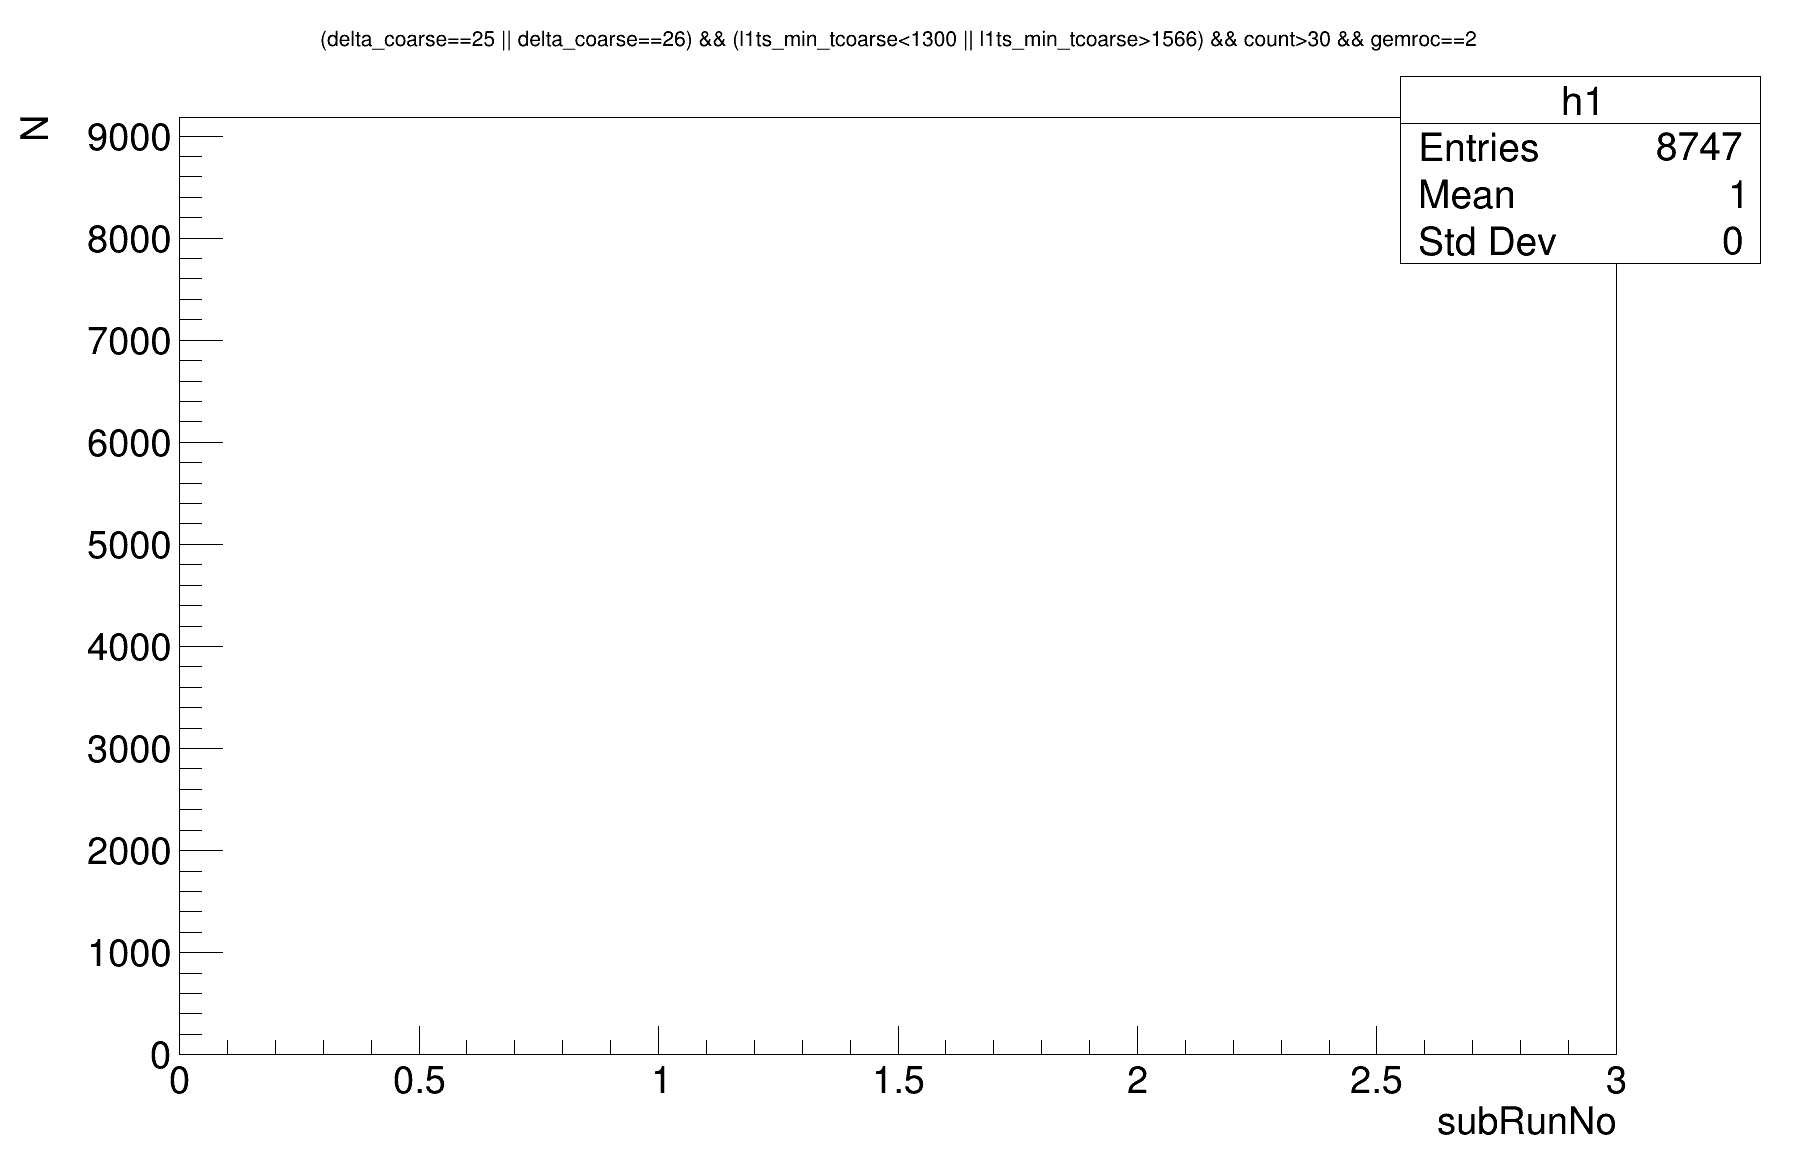 (delta_coarse==25 || delta_coarse==26) && (l1ts_min_tcoarse<1300 || l1ts_min_tcoarse>1566) && count>30 && gemroc==2
h1
Entries 8747
Mean 1
Std Dev 0
N
9000
8000
7000
6000
5000
4000
3000
2000
1000
0
0 0.5 1 1.5 2 2.5 3
subRunNo